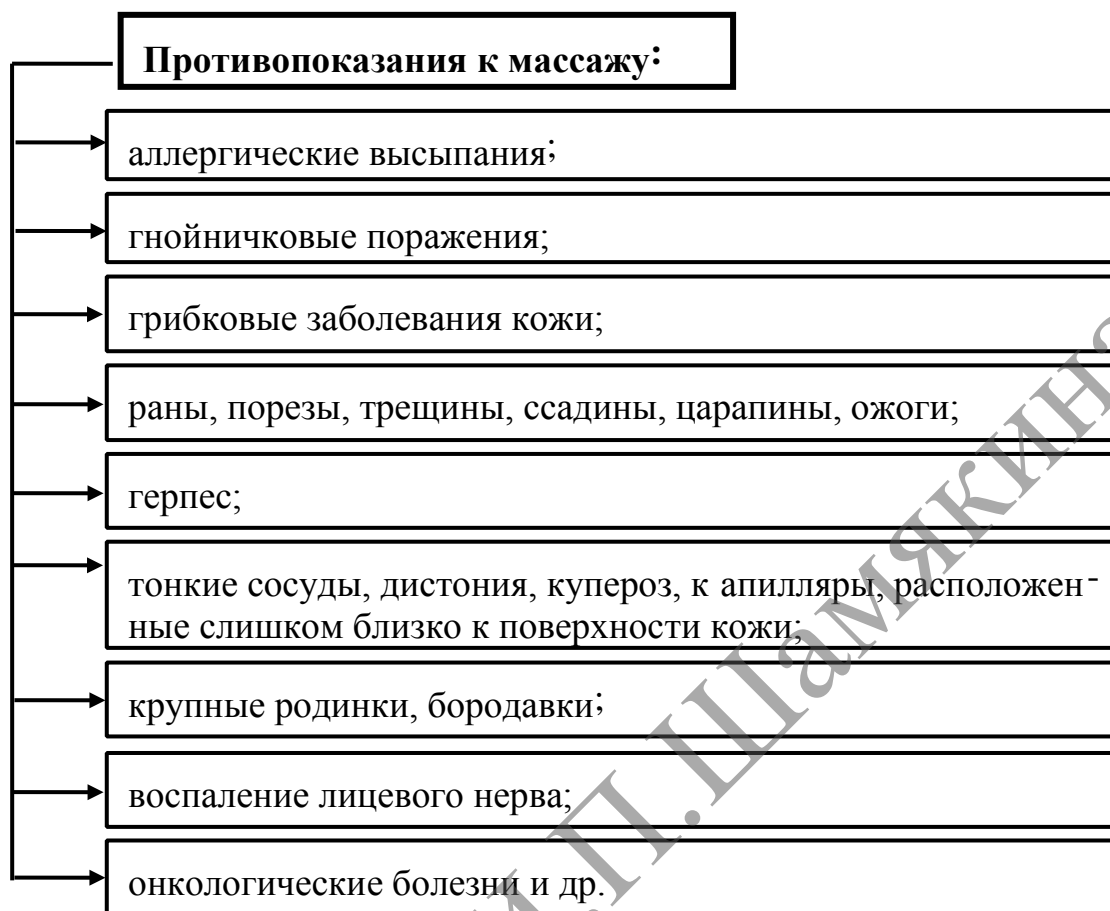 Противопоказания к массажу:
аллергические высыпания;
гнойничковые поражения;
грибковые заболевания кожи;
раны, порезы, трещины, ссадины, царапины, ожоги;
герпес;
тонкие сосуды, дистония, купероз, к апилляры, расположен-
ные слишком близко к поверхности кожи;
крупные родинки, бородавки;
воспаление лицевого нерва;
онкологические болезни и др.
И.П.Шамякина